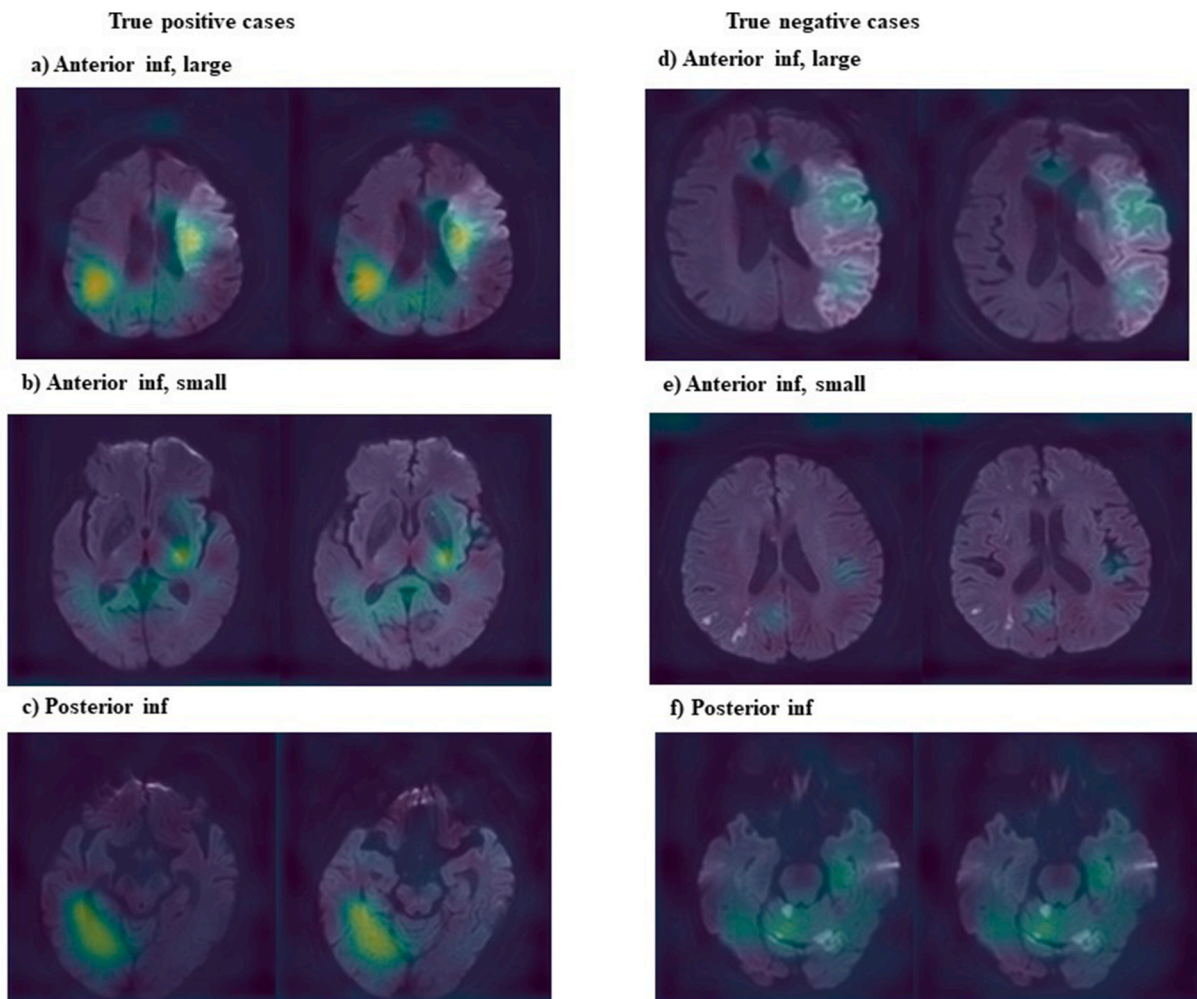 True positive cases
True negative cases
a) Anterior inf, large
d) Anterior inf, large
b) Anterior inf, small
e) Anterior inf, small
c) Posterior inf
f) Posterior inf